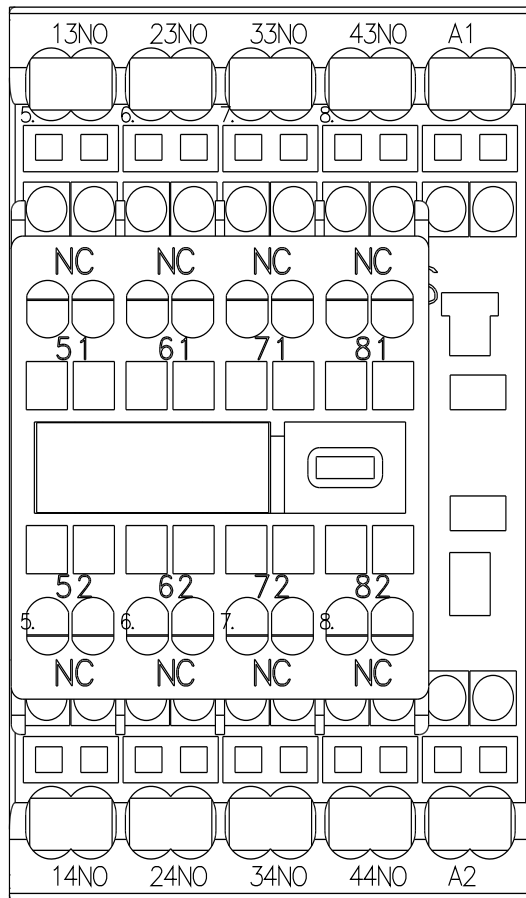 13NO 23NO 33NO 43NO A1
5. 6. 7. 8.
NC NC NC NC
51 61 71 81
52 62 72 82
5. 6. 7. 8.
NC NC NC NC
14NO 24NO 34NO 44NO A2